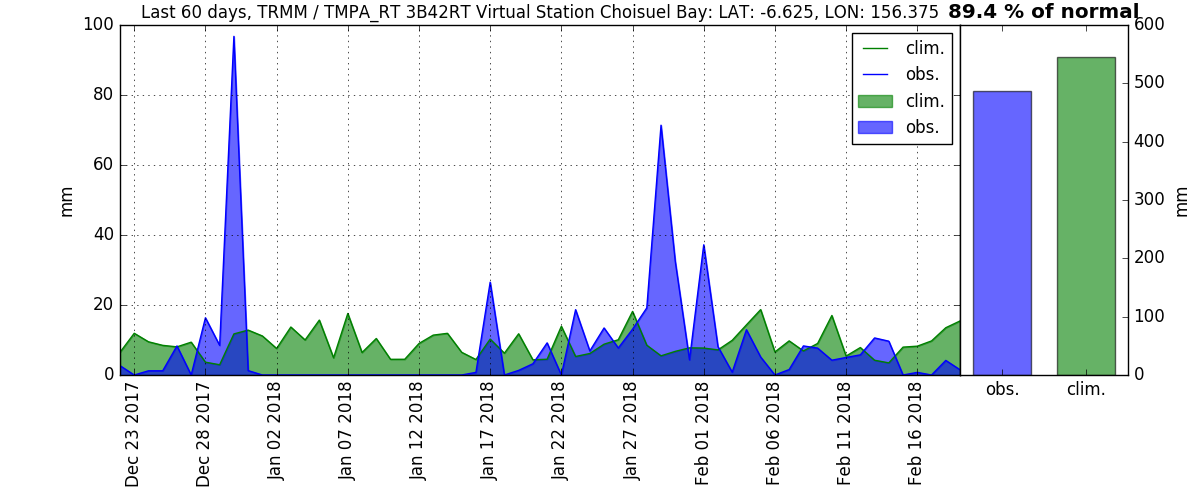 Last 60 days, TRMM / TMPA_RT 3B42RT Virtual Station Choisuel Bay: LAT: -6.625, LON: 156.375
89.4 % of normal
100
80
60
40
20
0
mm
clim.
obs.
clim.
obs.
600
500
400
300
200
100
0
mm
Dec 23 2017
Dec 28 2017
Jan 02 2018
Jan 07 2018
Jan 12 2018
Jan 17 2018
Jan 22 2018
Jan 27 2018
Feb 01 2018
Feb 06 2018
Feb 11 2018
Feb 16 2018
obs.
clim.